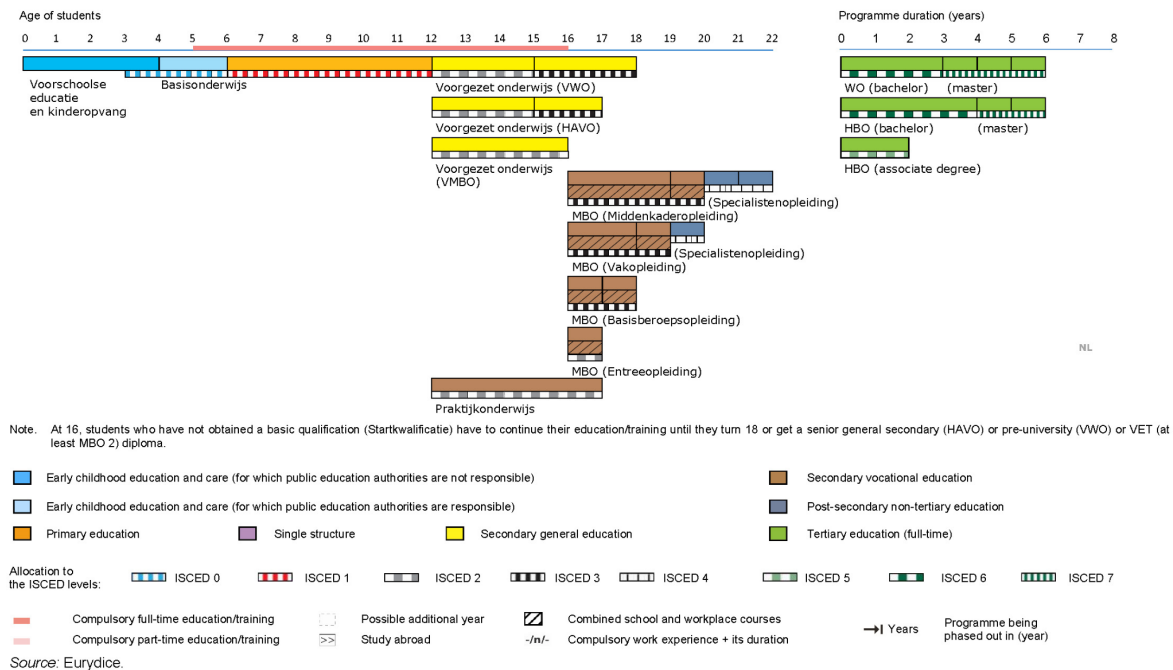 Age of students
Programme duration (years)
0 1 2 3 4 5 6 7 8 9 10 11 12 13 14 15 16 17 18 19 20 21 22
0 1 2 3 4 5 6 7 8
Voorschoolse
educatie
en kinderopvang
Basisonderwijs
Voorgezet onderwijs (VWO)
WO (bachelor) (master)
Voorgezet onderwijs (HAVO)
HBO (bachelor) (master)
Voorgezet onderwijs
(VMBO)
HBO (associate degree)
(Specialistenopleiding)
MBO (Middenkaderopleiding)
(Specialistenopleiding)
MBO (Vakopleiding)
MBO (Basisberoepsopleiding)
NL
MBO (Entreeopleiding)
Praktijkonderwijs
Note. At 16, students who have not obtained a basic qualification (Startkwalificatie) have to continue their education/training until they turn 18 or get a senior general secondary (HAVO) or pre-university (VWO) or VET (at
least MBO 2) diploma.
Early childhood education and care (for which public education authorities are not responsible)
Secondary vocational education
Early childhood education and care (for which public education authorities are responsible)
Post-secondary non-tertiary education
Primary education
Single structure
Secondary general education
Tertiary education (full-time)
Allocation to
the ISCED levels:
ISCED 0
ISCED 1
ISCED 2
ISCED 3
ISCED 4
ISCED 5
ISCED 6
ISCED 7
Compulsory full-time education/training
Possible additional year
Combined school and workplace courses
Years
Programme being
phased out in (year)
Compulsory part-time education/training
>> Study abroad
-/n/- Compulsory work experience + its duration
Source: Eurydice.